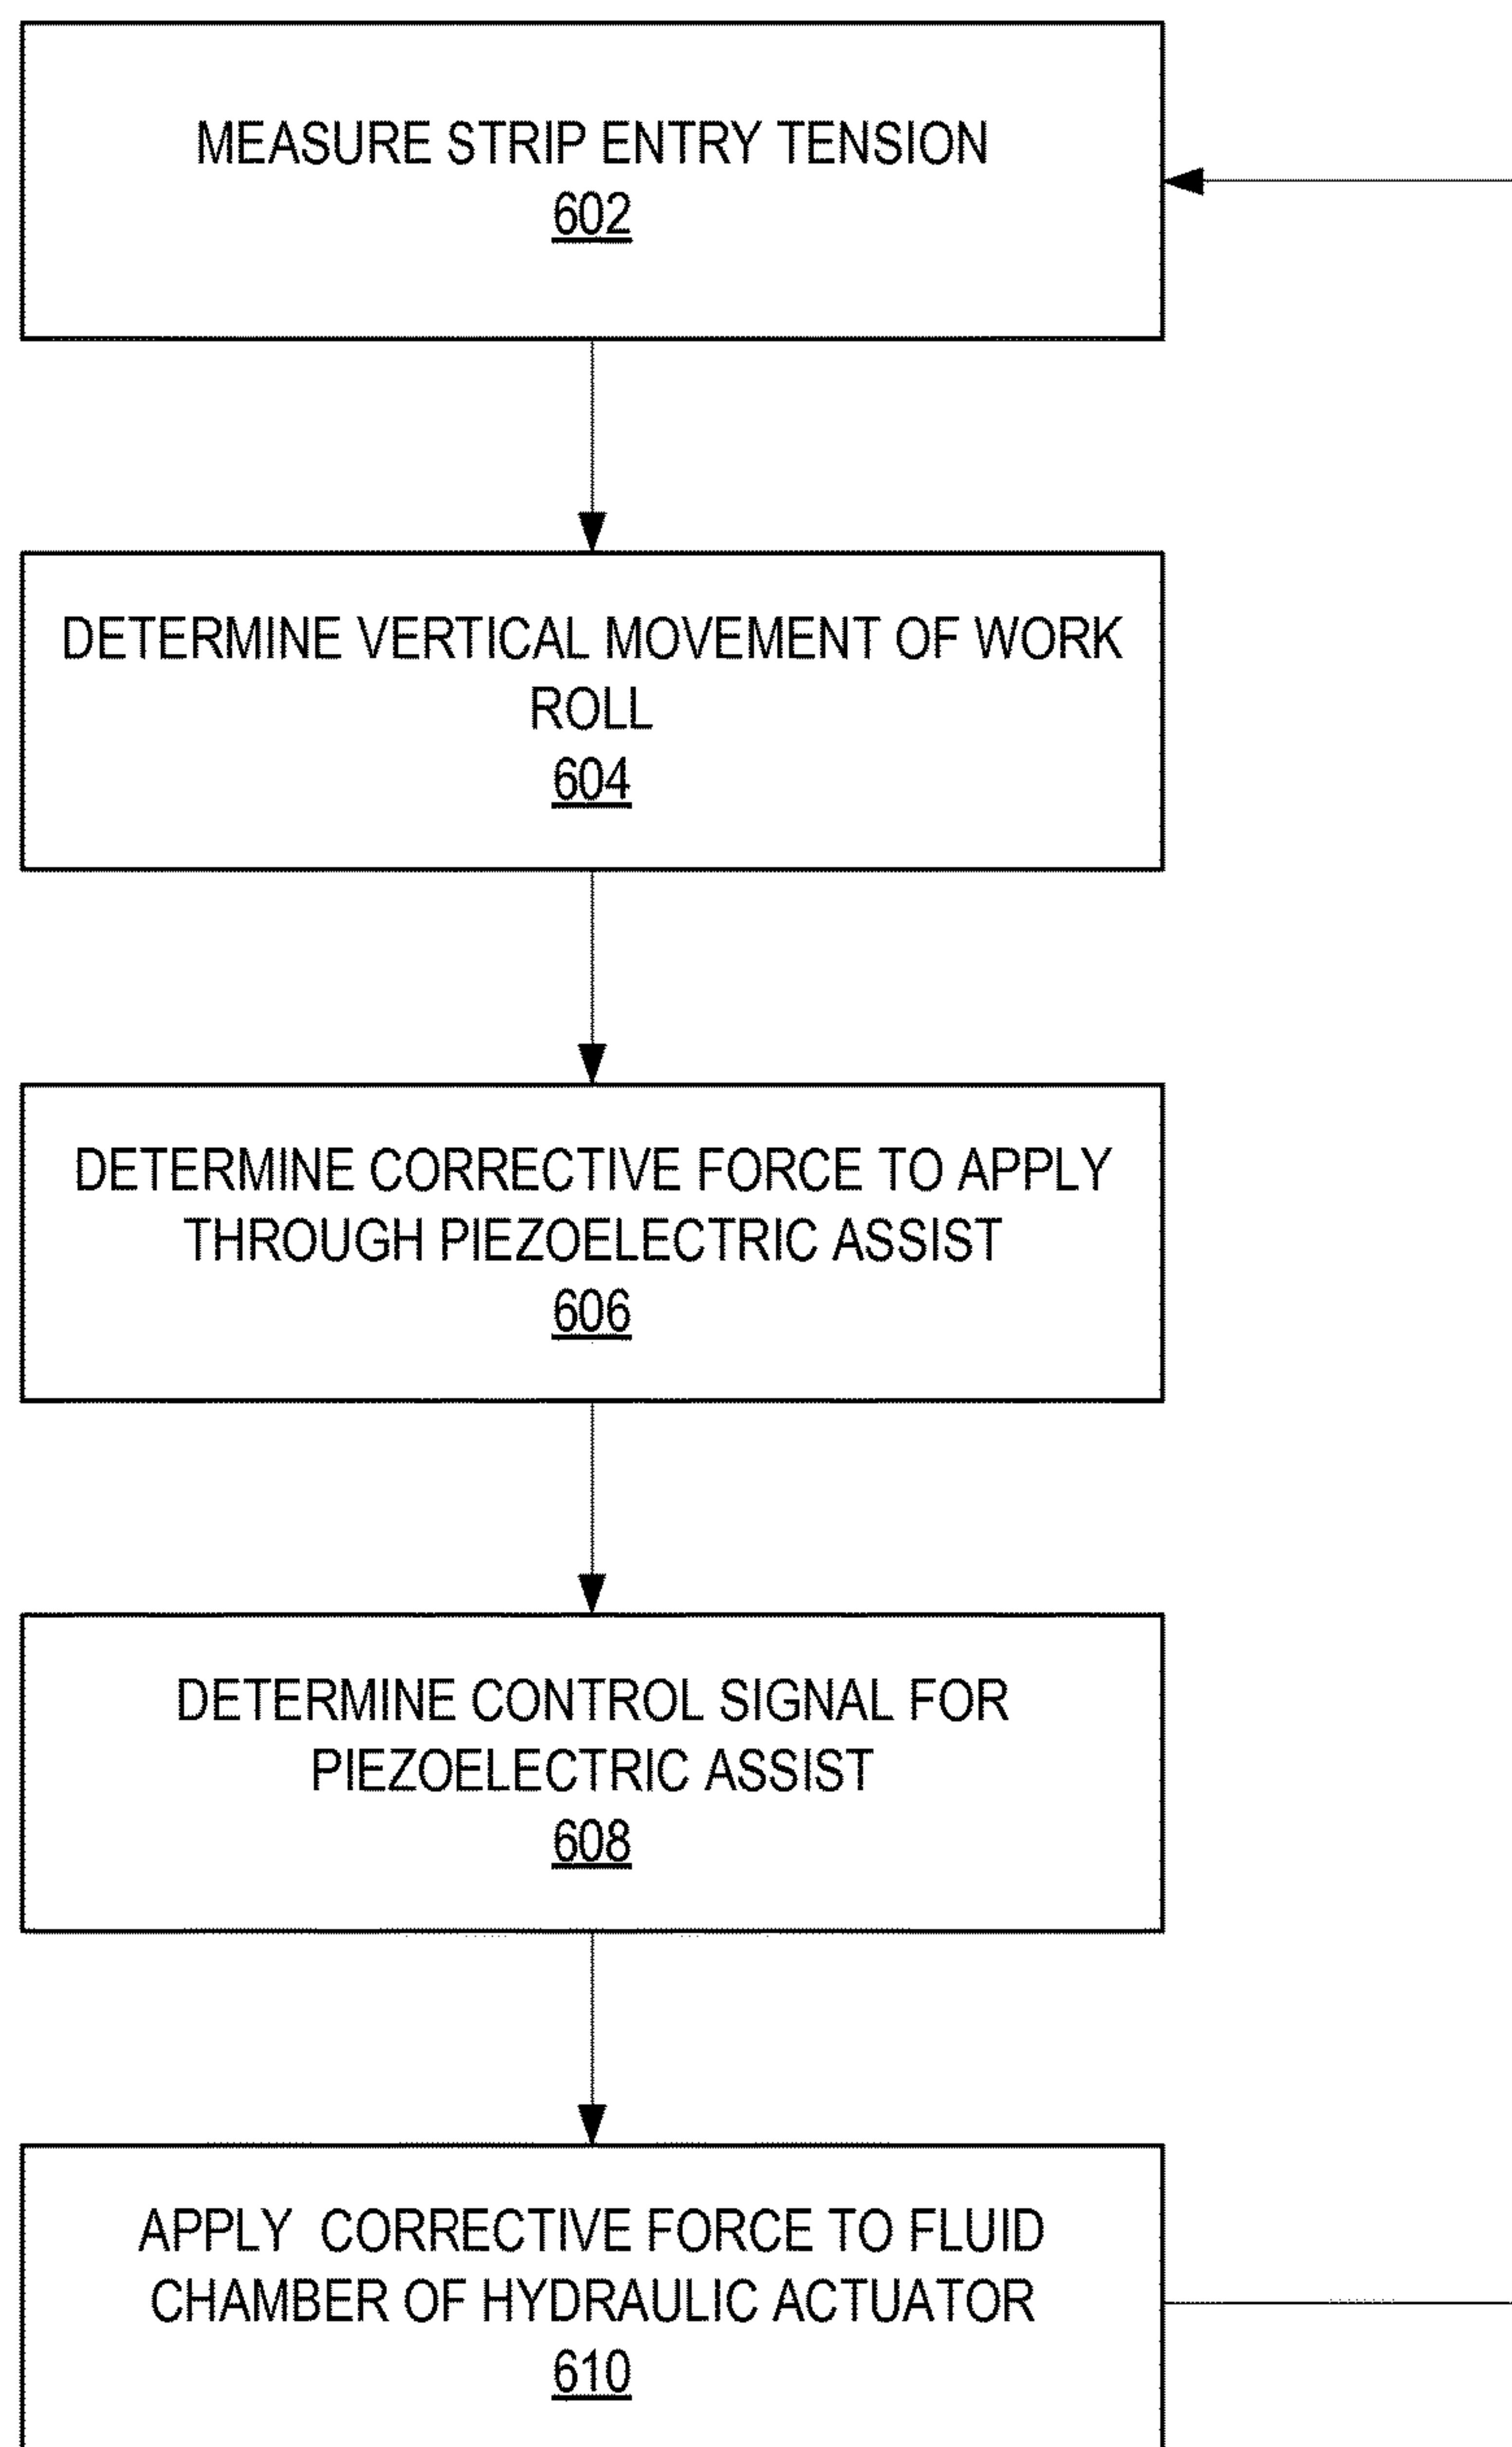 MEASURE STRIP ENTRY TENSION
602
DETERMINE VERTICAL MOVEMENT OF WORK
ROLL
604
DETERMINE CORRECTIVE FORCE TO APPLY
THROUGH PIEZOELECTRIC ASSIST
606
DETERMINE CONTROL SIGNAL FOR
PIEZOELECTRIC ASSIST
608
APPLY CORRECTIVE FORCE TO FLUID
CHAMBER OF HYDRAULIC ACTUATOR
610